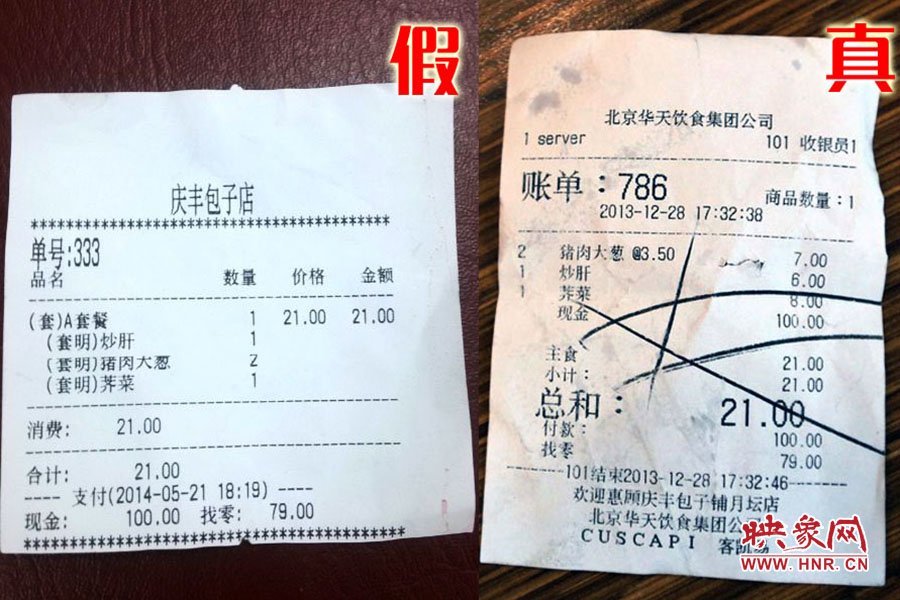 假
庆丰包子店
****************************************
单号:333
品名 数量 价格 金额
(套)A套餐 1 21.00 21.00
(套明)炒肝 1
(套明)猪肉大葱 2
(套明)荠菜 1
消费: 21.00
合计: 21.00
---- 支付(2014-05-21 18:19) ----
现金: 100.00 找零: 79.00
****************************************
真
北京华天饮食集团公司
1 server 101 收银员1
账单：786 商品数量：1
2013-12-28 17:32:38
2 猪肉大葱 @3.50 7.00
1 炒肝 6.00
1 荠菜 8.00
现金 100.00
主食 21.00
小计： 21.00
总和： 21.00
付款： 100.00
找零 79.00
----101结束2013-12-28 17:32:46----
欢迎惠顾庆丰包子铺月坛店
北京华天饮食集团公
CUSCAPI 客凯易
映象网
WWW.HNR.CN